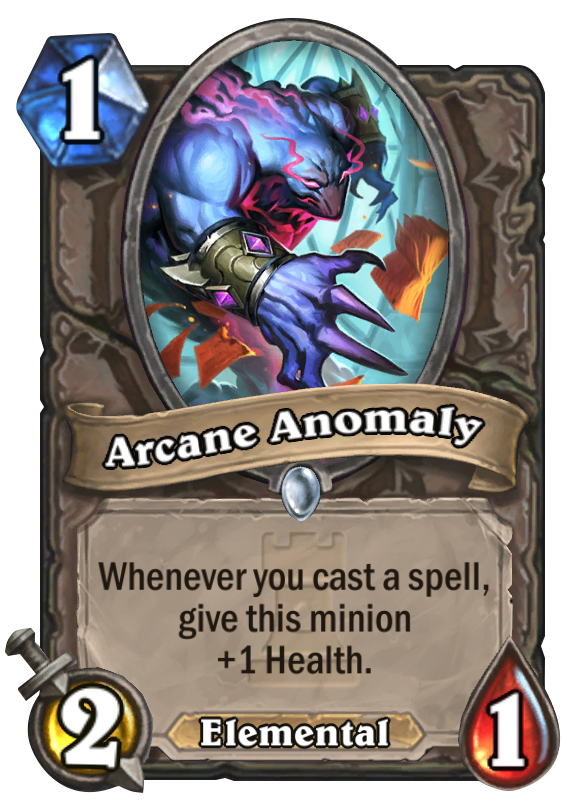 1
Arcane Anomaly
Whenever you cast a spell,
give this minion
+1 Health.
2
Elemental
1